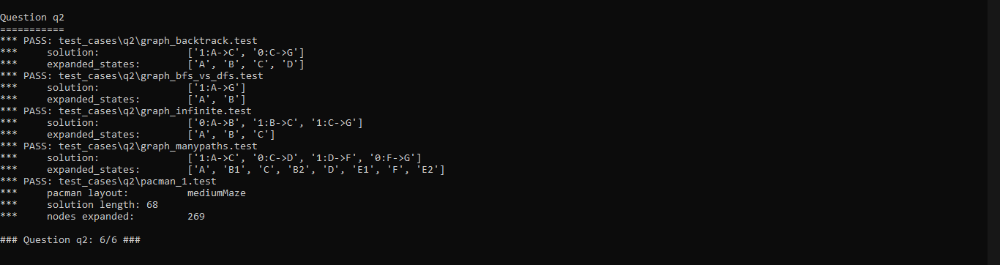 Question q2
===========
*** PASS: test_cases\q2\graph_backtrack.test
***     solution:               ['1:A->C', '0:C->G']
***     expanded_states:        ['A', 'B', 'C', 'D']
*** PASS: test_cases\q2\graph_bfs_vs_dfs.test
***     solution:               ['1:A->G']
***     expanded_states:        ['A', 'B']
*** PASS: test_cases\q2\graph_infinite.test
***     solution:               ['0:A->B', '1:B->C', '1:C->G']
***     expanded_states:        ['A', 'B', 'C']
*** PASS: test_cases\q2\graph_manypaths.test
***     solution:               ['1:A->C', '0:C->D', '1:D->F', '0:F->G']
***     expanded_states:        ['A', 'B1', 'C', 'B2', 'D', 'E1', 'F', 'E2']
*** PASS: test_cases\q2\pacman_1.test
***     pacman layout:          mediumMaze
***     solution length: 68
***     nodes expanded:         269
### Question q2: 6/6 ###